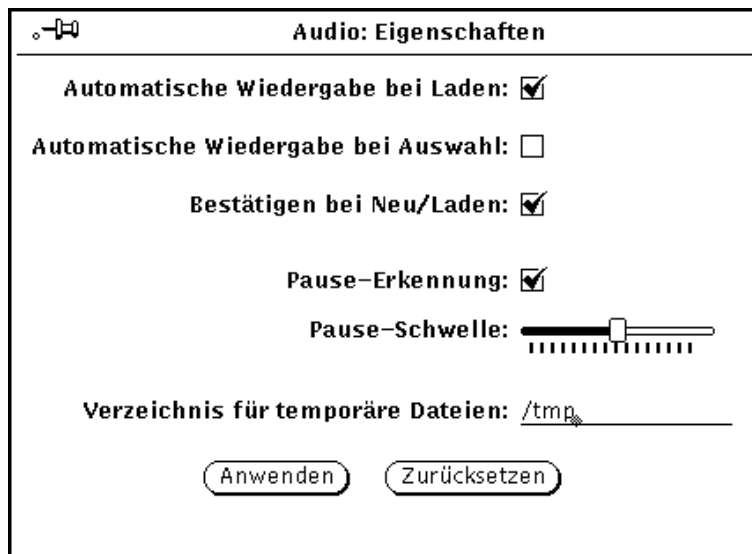 Audio: Eigenschaften
Automatische Wiedergabe bei Laden:
Automatische Wiedergabe bei Auswahl:
Bestätigen bei Neu/Laden:
Pause-Erkennung:
Pause-Schwelle:
Verzeichnis für temporäre Dateien: /tmp
Anwenden Zurücksetzen